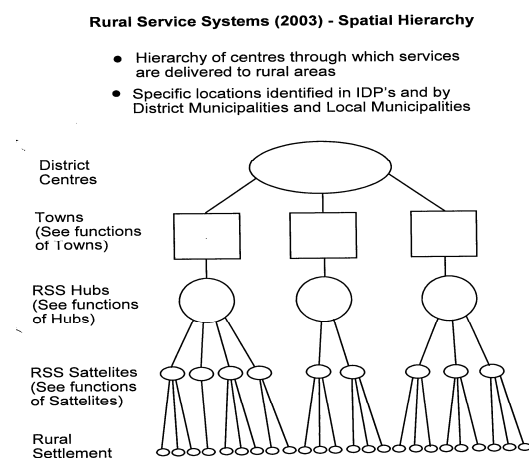 Rural Service Systems (2003) - Spatial Hierarchy
● Hierarchy of centres through which services
are delivered to rural areas
● Specific locations identified in IDP's and by
District Municipalities and Local Municipalities
District
Centres
Towns
(See functions
of Towns)
RSS Hubs
(See functions
of Hubs)
RSS Sattelites
(See functions
of Sattelites)
Rural
Settlement